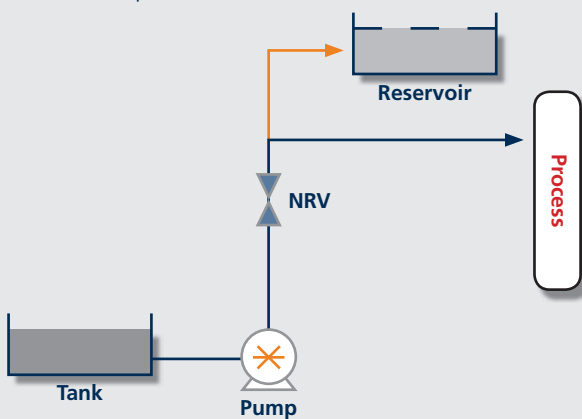 Reservoir
Process
NRV
Tank
Pump